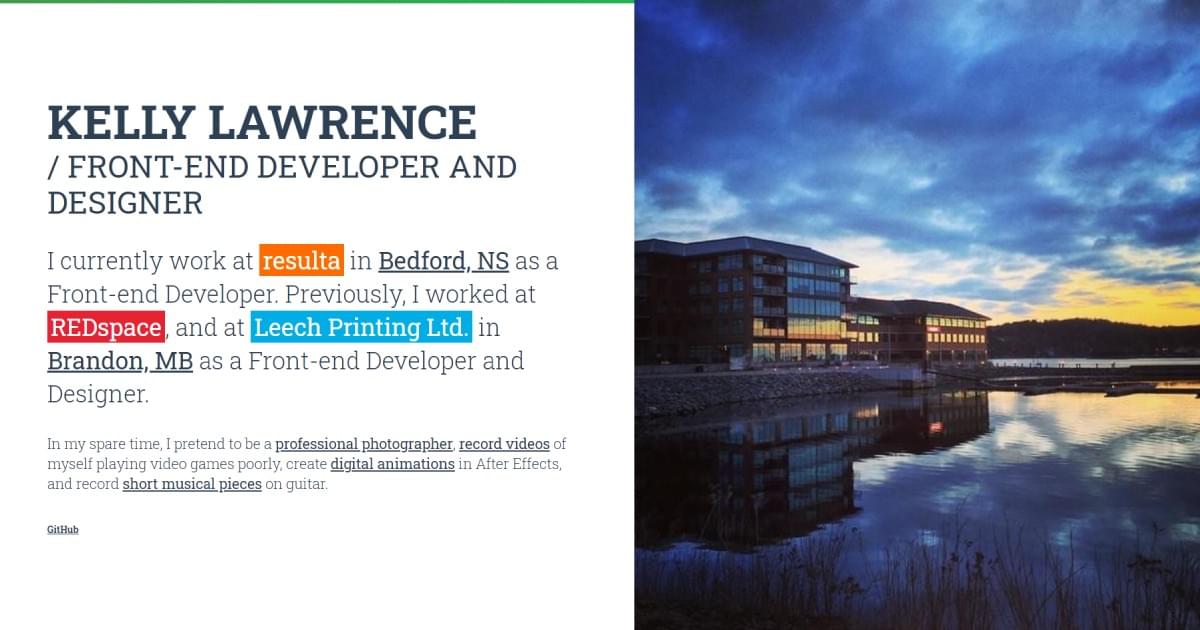 KELLY LAWRENCE
/ FRONT-END DEVELOPER AND
DESIGNER
I currently work at resulta in Bedford, NS as a
Front-end Developer. Previously, I worked at
REDspace, and at Leech Printing Ltd. in
Brandon, MB as a Front-end Developer and
Designer.
In my spare time, I pretend to be a professional photographer, record videos of
myself playing video games poorly, create digital animations in After Effects,
and record short musical pieces on guitar.
GitHub